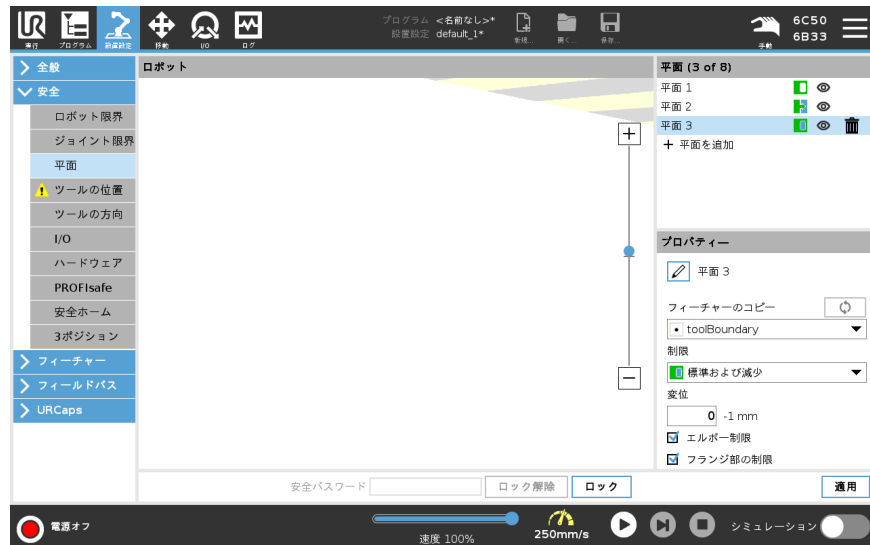 プログラム <名前なし>*
設置設定 default_1*
実行
プログラム
設置設定
移動
I/O
ログ
新規...
開く...
保存...
手動
6C50
6B33
全般
安全
ロボット限界
ジョイント限界
平面
ツールの位置
ツールの方向
I/O
ハードウェア
PROFIsafe
安全ホーム
3ポジション
フィーチャー
フィールドバス
URCaps
ロボット
平面 (3 of 8)
平面 1
平面 2
平面 3
平面を追加
プロパティー
平面 3
フィーチャーのコピー
toolBoundary
制限
標準および減少
変位
0 -1 mm
エルボー制限
フランジ部の制限
安全パスワード
ロック解除
ロック
適用
電源オフ
速度 100%
250mm/s
シミュレーション